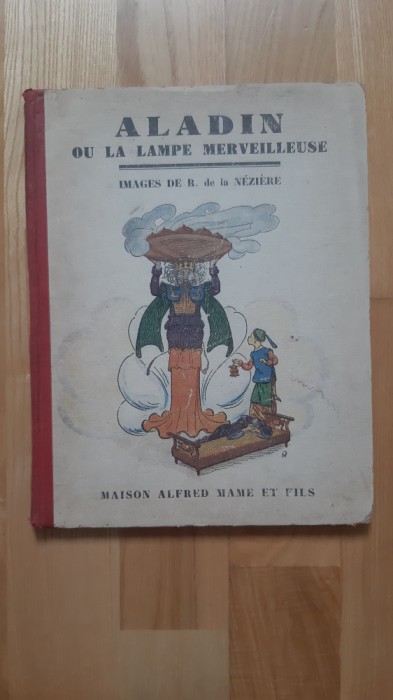 ALADIN
OU LA LAMPE MERVEILLEUSE
IMAGES DE R. de la NÉZIÈRE
MAISON ALFRED MAME ET FILS